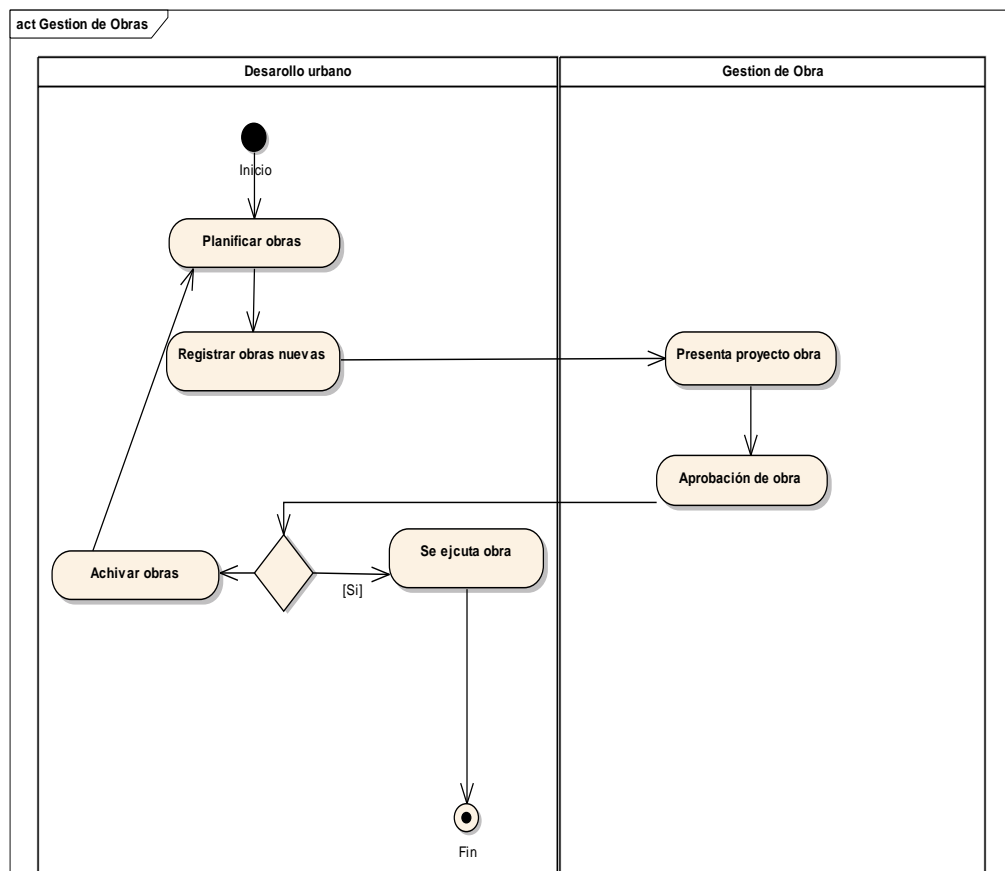 act Gestion de Obras
Desarollo urbano
Gestion de Obra
Inicio
Planificar obras
Registrar obras nuevas
Presenta proyecto obra
Aprobación de obra
Se ejcuta obra
Achivar obras
[Si]
Fin